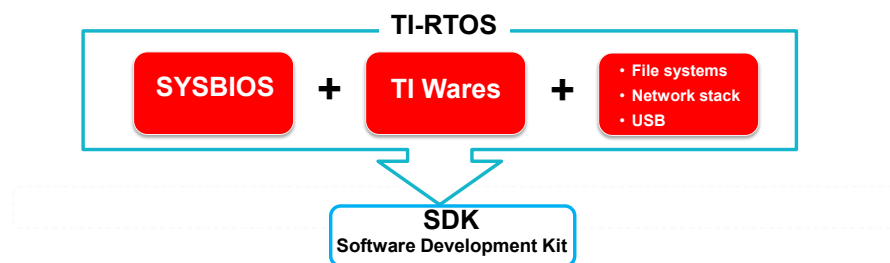 TI-RTOS
SYSBIOS + TI Wares +
• File systems
• Network stack
• USB
SDK
Software Development Kit